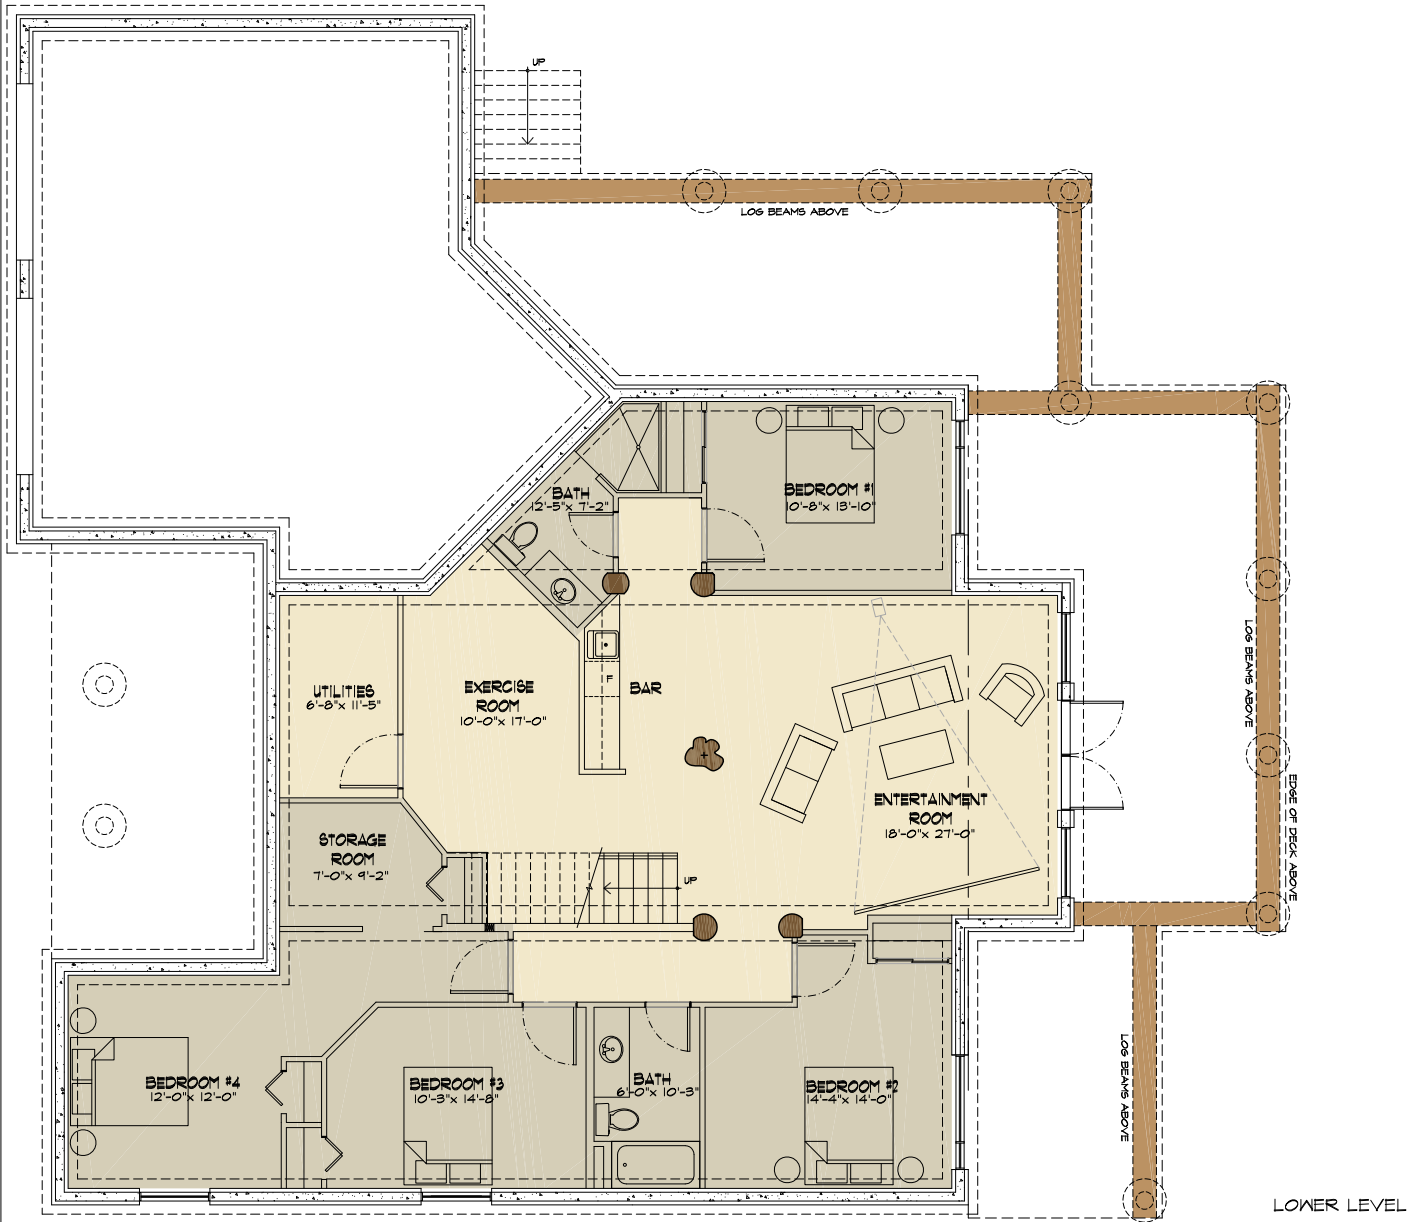 UP
LOG BEAMS ABOVE
BATH
12'-5"x 7'-2"
BEDROOM #1
10'-8"x 13'-10"
UTILITIES
6'-8"x 11'-5"
EXERCISE
ROOM
10'-0"x 17'-0"
F
BAR
LOG BEAMS ABOVE
ENTERTAINMENT
ROOM
18'-0"x 27'-0"
EDGE OF DECK ABOVE
STORAGE
ROOM
7'-0"x 9'-2"
UP
BEDROOM #4
12'-0"x 12'-0"
BEDROOM #3
10'-3"x 14'-8"
BATH
6'-0"x 10'-3"
BEDROOM #2
14'-4"x 14'-0"
LOG BEAMS ABOVE
LOWER LEVEL